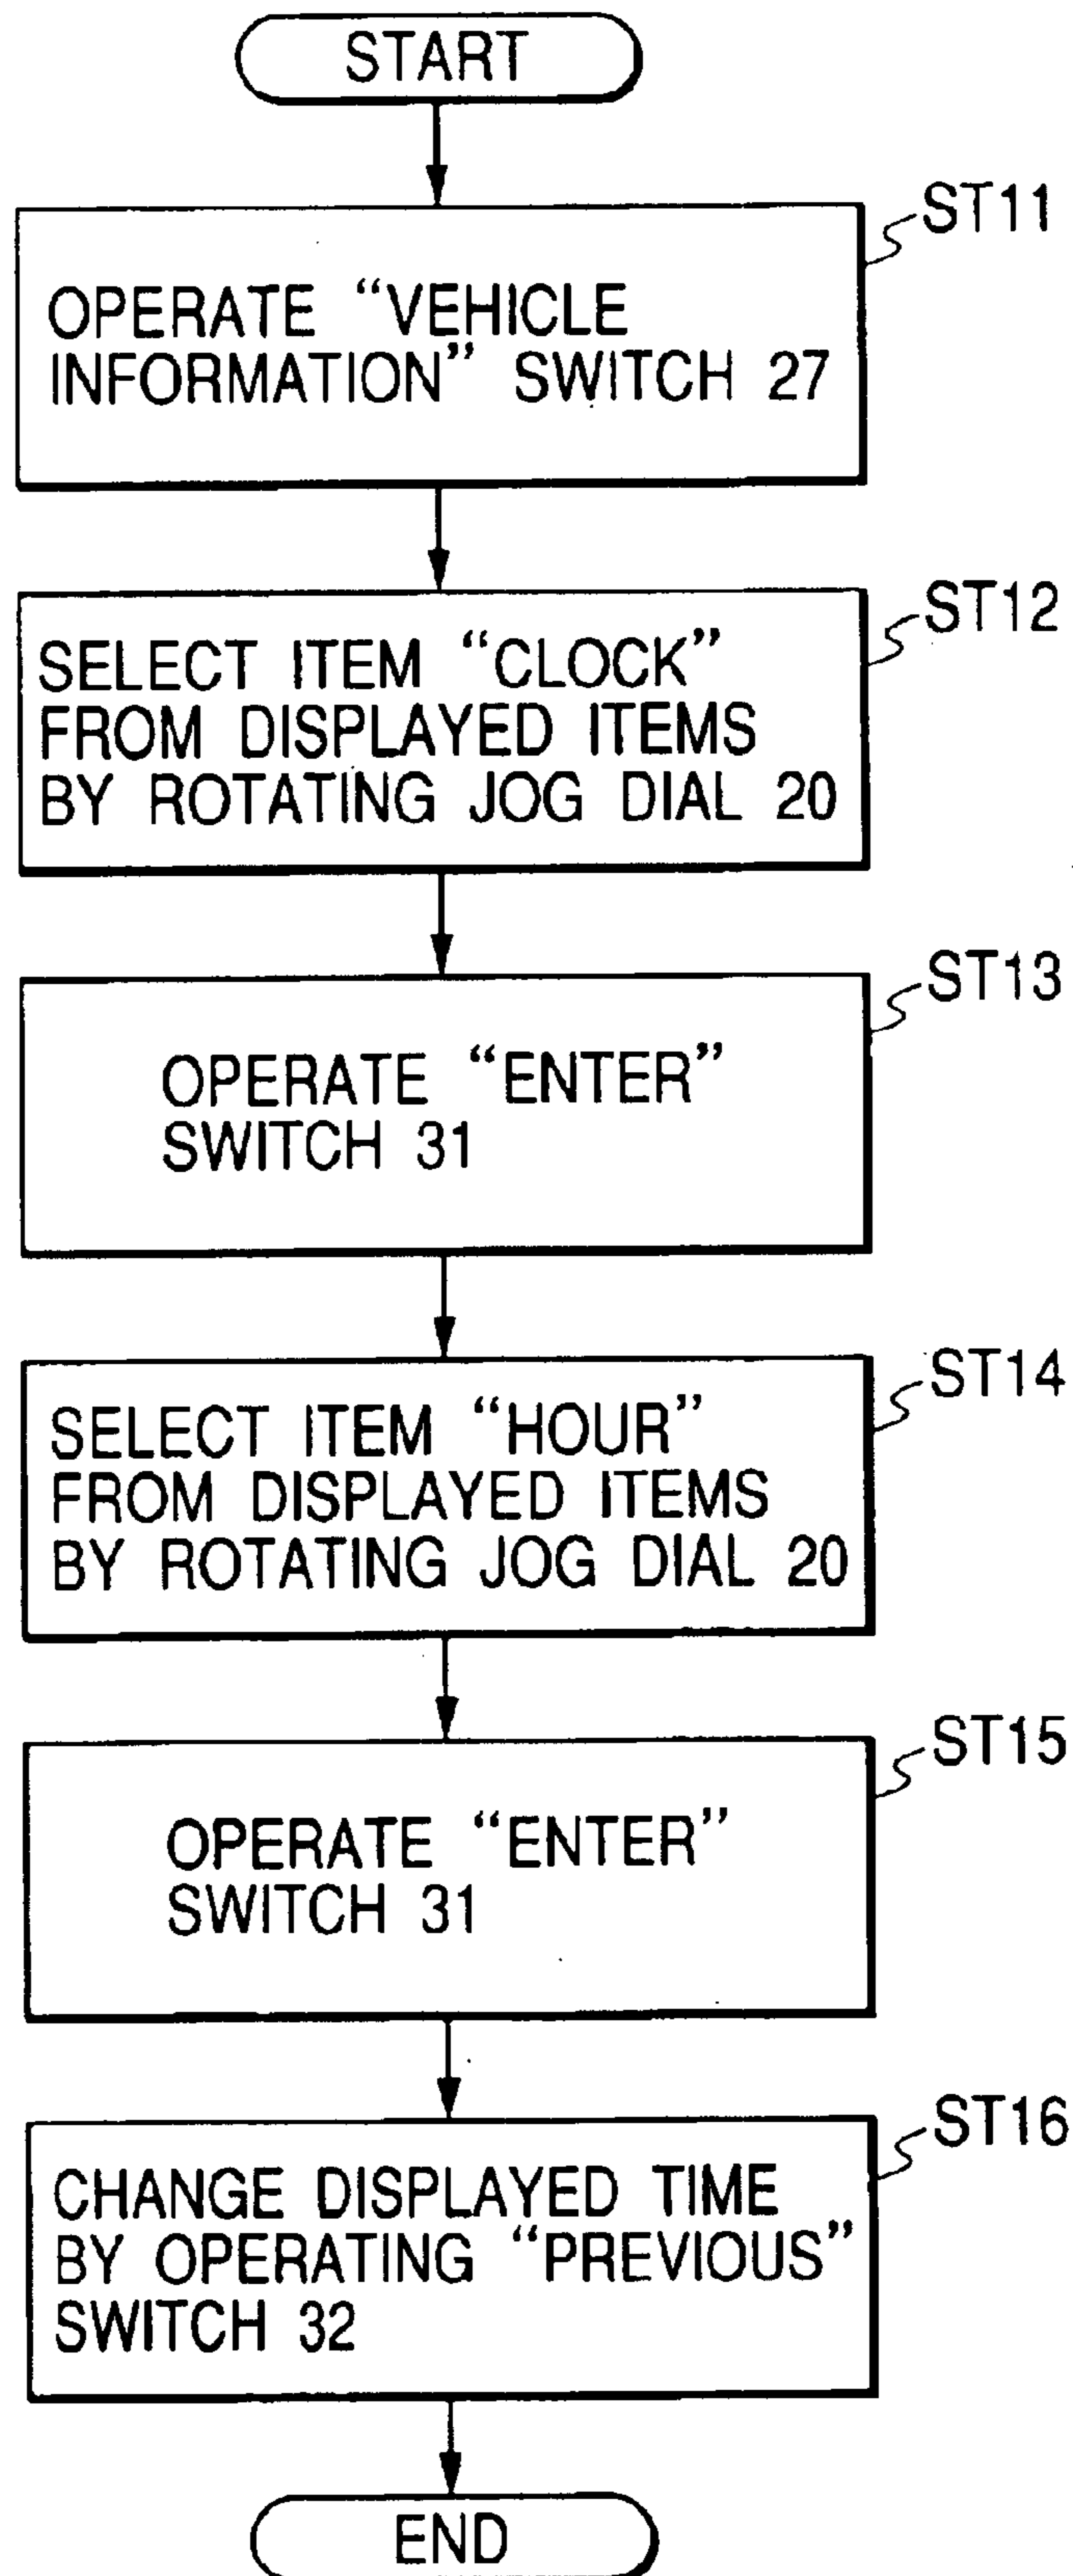 START
ST11
OPERATE “VEHICLE
INFORMATION” SWITCH 27
ST12
SELECT ITEM “CLOCK”
FROM DISPLAYED ITEMS
BY ROTATING JOG DIAL 20
ST13
OPERATE “ENTER”
SWITCH 31
ST14
SELECT ITEM “HOUR”
FROM DISPLAYED ITEMS
BY ROTATING JOG DIAL 20
ST15
OPERATE “ENTER”
SWITCH 31
ST16
CHANGE DISPLAYED TIME
BY OPERATING “PREVIOUS”
SWITCH 32
END